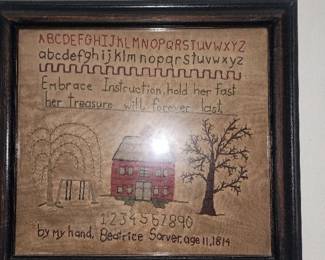 ABCDEFGHIJKLMNOPQRSTUVWXYZ
abcdefghijklmnopqrstuvwxyz
Embrace Instruction, hold her fast
her treasure will forever last.
1234567890
by my hand, Beatrice Sarver, age 11, 1814